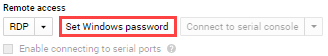 Remote access
RDP Set Windows password Connect to serial console
Enable connecting to serial ports